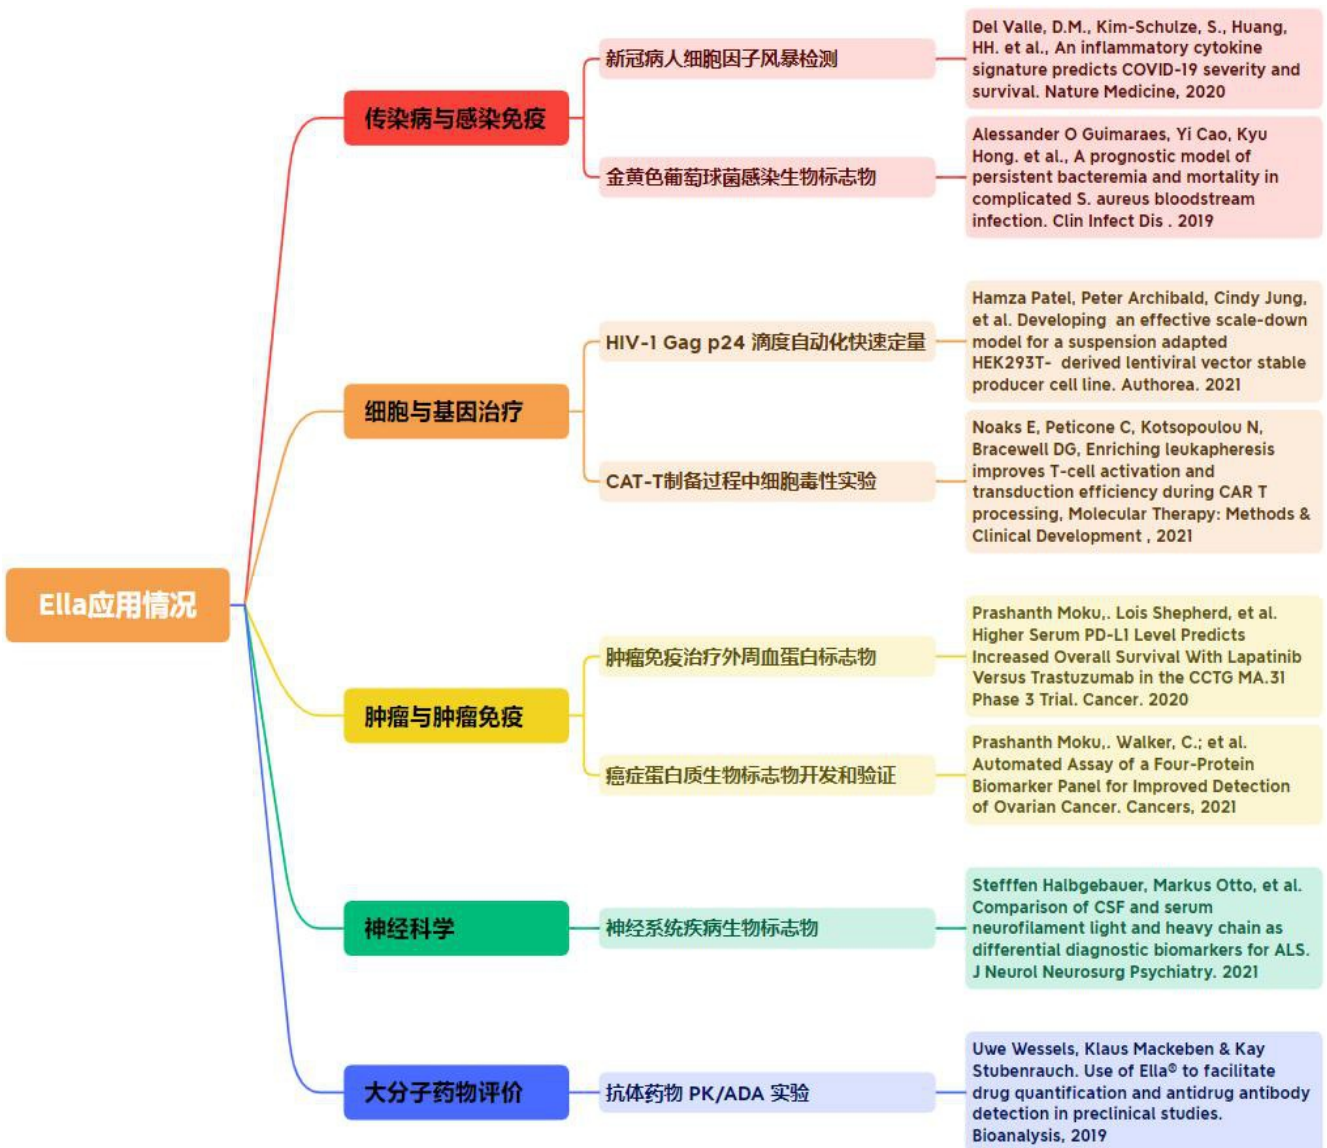 Ella应用情况
传染病与感染免疫
新冠病人细胞因子风暴检测
Del Valle, D.M., Kim-Schulze, S., Huang,
HH. et al., An inflammatory cytokine
signature predicts COVID-19 severity and
survival. Nature Medicine, 2020
金黄色葡萄球菌感染生物标志物
Alessander O Guimaraes, Yi Cao, Kyu
Hong. et al., A prognostic model of
persistent bacteremia and mortality in
complicated S. aureus bloodstream
infection. Clin Infect Dis . 2019
细胞与基因治疗
HIV-1 Gag p24 滴度自动化快速定量
Hamza Patel, Peter Archibald, Cindy Jung,
et al. Developing an effective scale-down
model for a suspension adapted
HEK293T- derived lentiviral vector stable
producer cell line. Authorea. 2021
CAT-T制备过程中细胞毒性实验
Noaks E, Peticone C, Kotsopoulou N,
Bracewell DG, Enriching leukapheresis
improves T-cell activation and
transduction efficiency during CAR T
processing, Molecular Therapy: Methods &
Clinical Development , 2021
肿瘤与肿瘤免疫
肿瘤免疫治疗外周血蛋白标志物
Prashanth Moku,. Lois Shepherd, et al.
Higher Serum PD-L1 Level Predicts
Increased Overall Survival With Lapatinib
Versus Trastuzumab in the CCTG MA.31
Phase 3 Trial. Cancer. 2020
癌症蛋白质生物标志物开发和验证
Prashanth Moku,. Walker, C.; et al.
Automated Assay of a Four-Protein
Biomarker Panel for Improved Detection
of Ovarian Cancer. Cancers, 2021
神经科学
神经系统疾病生物标志物
Stefffen Halbgebauer, Markus Otto, et al.
Comparison of CSF and serum
neurofilament light and heavy chain as
differential diagnostic biomarkers for ALS.
J Neurol Neurosurg Psychiatry. 2021
大分子药物评价
抗体药物 PK/ADA 实验
Uwe Wessels, Klaus Mackeben & Kay
Stubenrauch. Use of Ella® to facilitate
drug quantification and antidrug antibody
detection in preclinical studies.
Bioanalysis, 2019